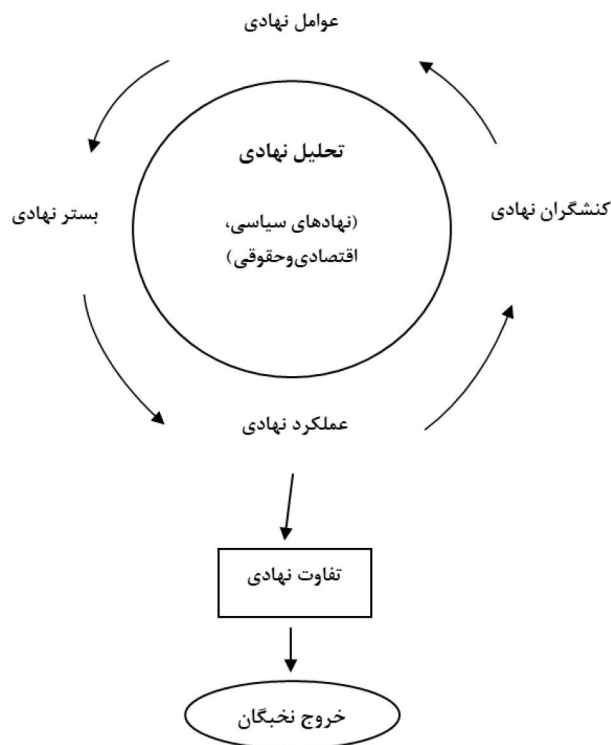 عوامل نهادی
تحلیل نهادی
کنشگران نهادی
بستر نهادی
(نهادهای سیاسی،
اقتصادی‌وحقوقی)
عملکرد نهادی
تفاوت نهادی
خروج نخبگان